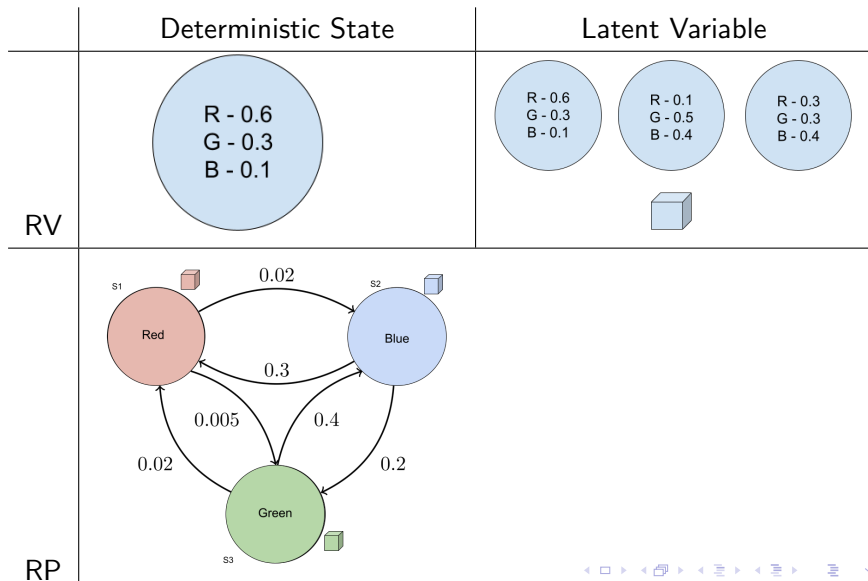 Deterministic State
Latent Variable
R - 0.6
G - 0.3
B - 0.1
R - 0.6
G - 0.3
B - 0.1
R - 0.1
G - 0.5
B - 0.4
R - 0.3
G - 0.3
B - 0.4
RV
S1
Red
0.02
S2
Blue
0.3
0.005
0.4
0.02
0.2
Green
S3
RP